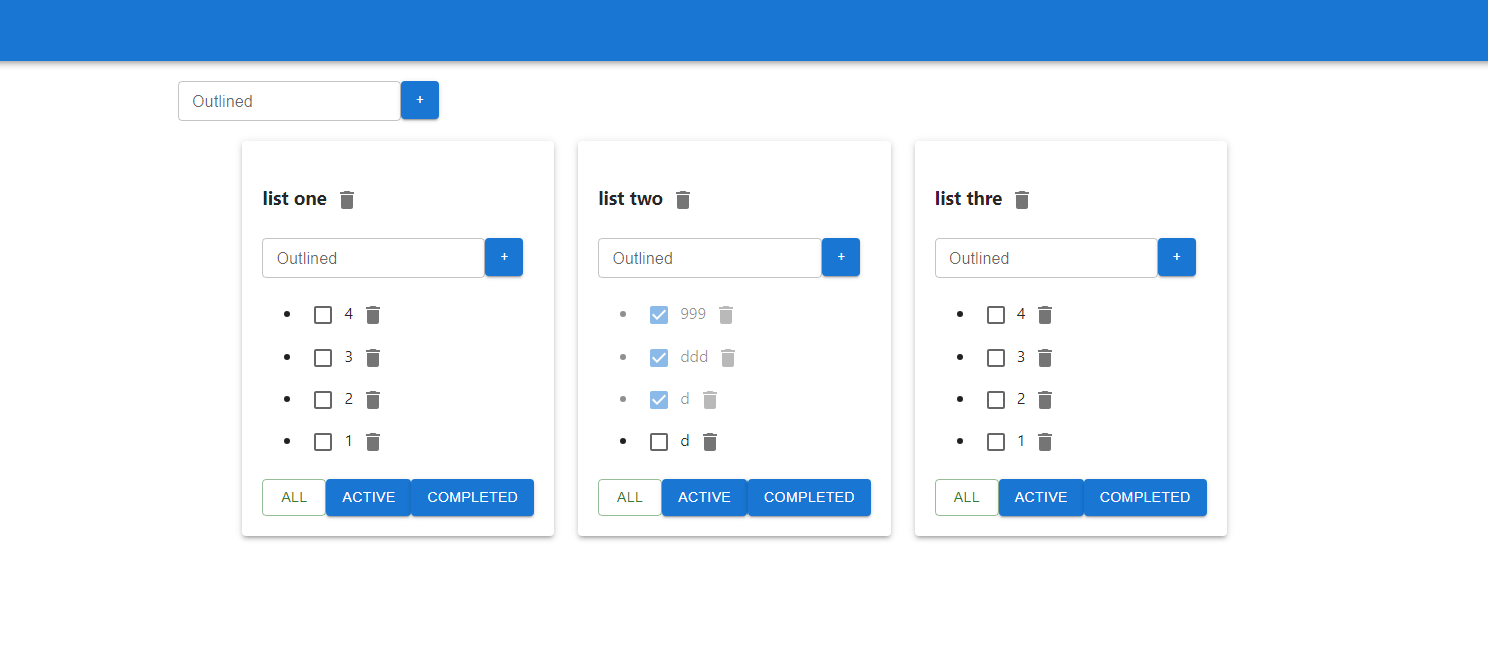 Outlined +
list one
Outlined +
4
3
2
1
ALL ACTIVE COMPLETED
list two
Outlined +
999
ddd
d
d
ALL ACTIVE COMPLETED
list thre
Outlined +
4
3
2
1
ALL ACTIVE COMPLETED